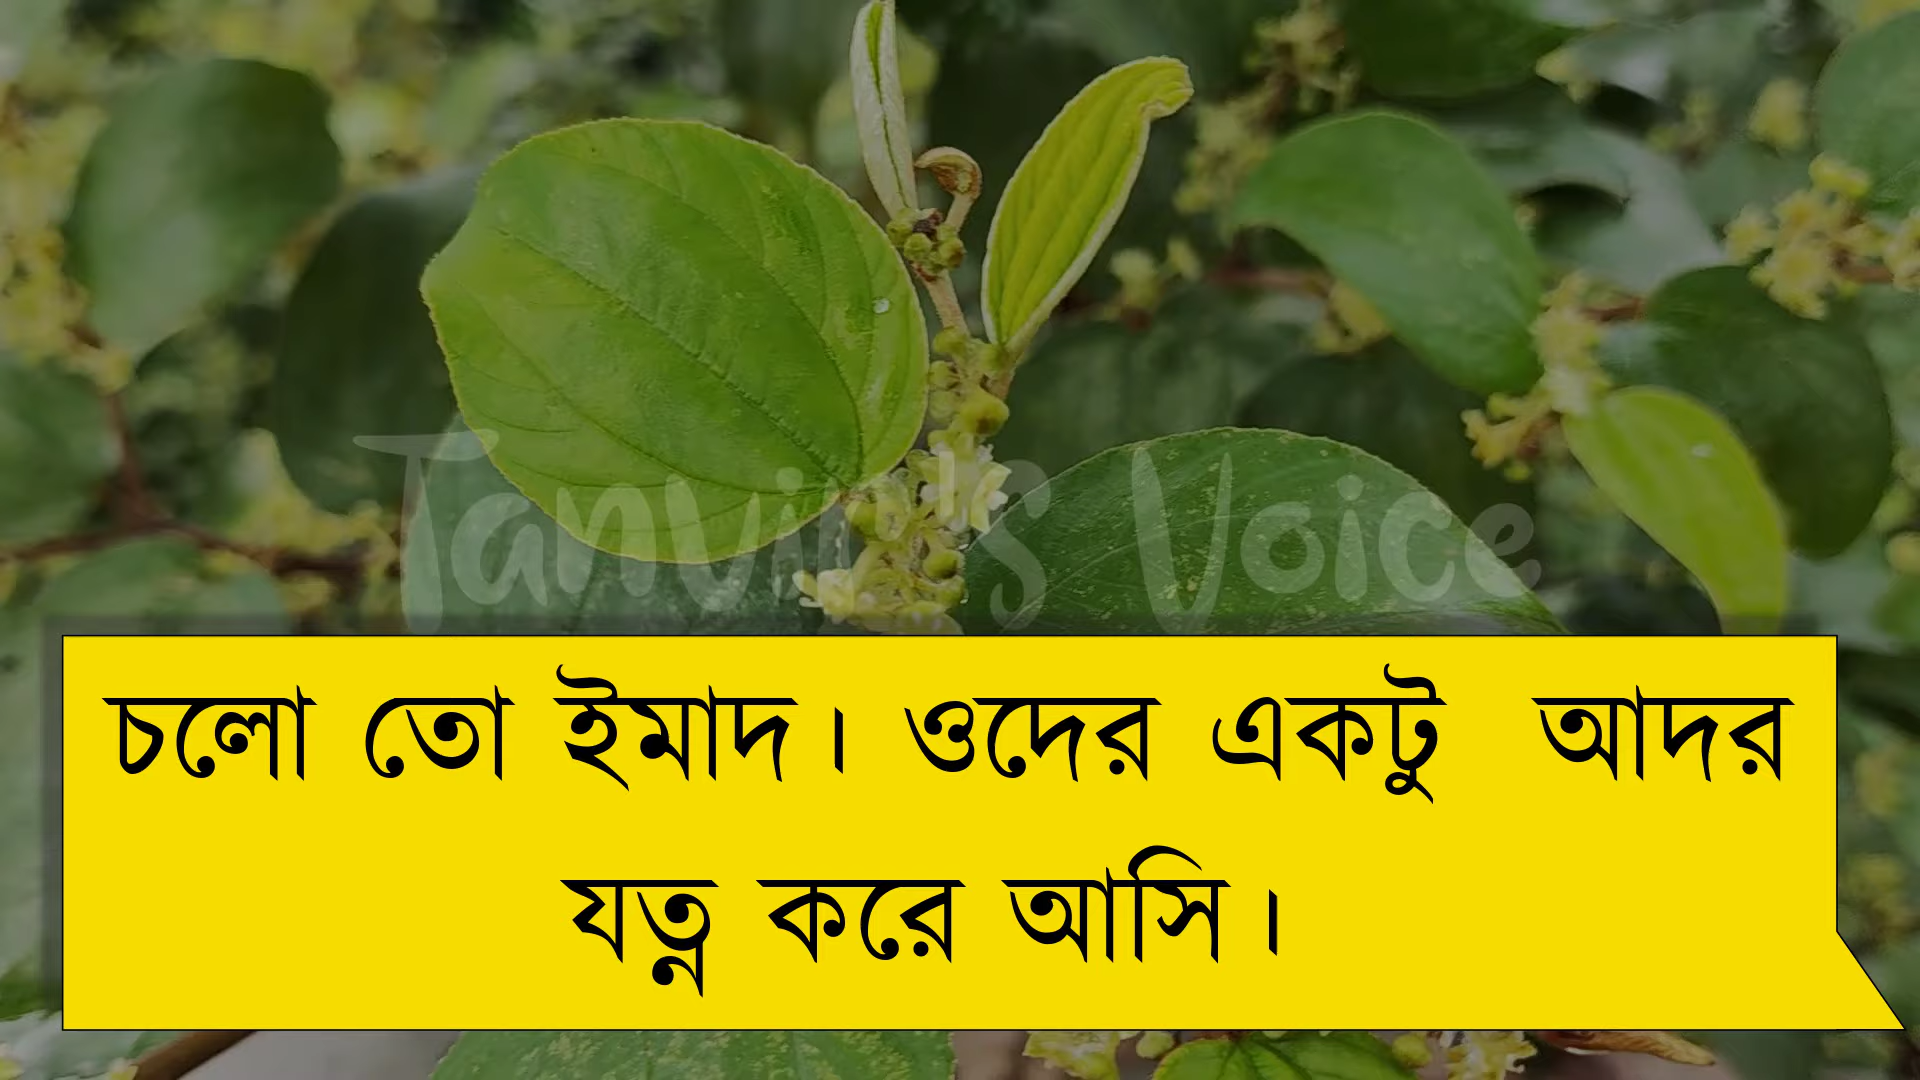 Tanvir's Voice
চলো তো ইমাদ। ওদের একটু আদর
যত্ন করে আসি।